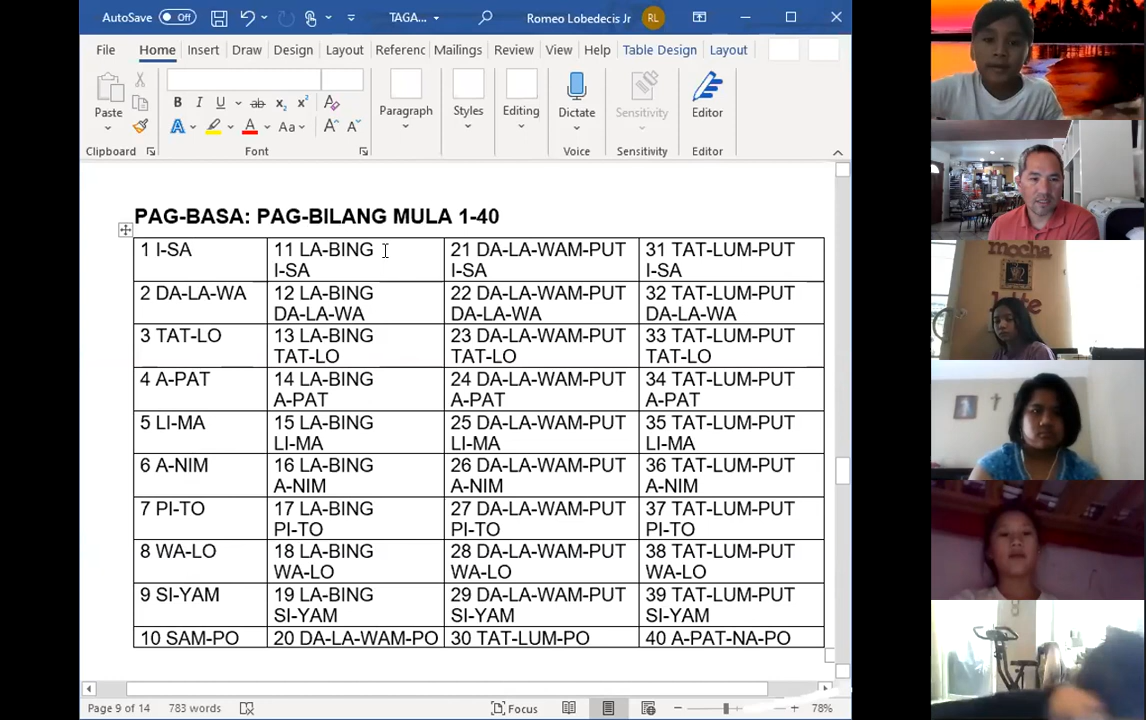 AutoSave Off TAGA... Romeo Lobedecis Jr RL
File Home Insert Draw Design Layout Referenc Mailings Review View Help Table Design Layout
Paste
B I U ab x₂ x²
A A Aa A A
Paragraph Styles Editing Dictate Sensitivity Editor
Clipboard Font Voice Sensitivity Editor
PAG-BASA: PAG-BILANG MULA 1-40
1 I-SA
11 LA-BING
I-SA
21 DA-LA-WAM-PUT
I-SA
31 TAT-LUM-PUT
I-SA
2 DA-LA-WA
12 LA-BING
DA-LA-WA
22 DA-LA-WAM-PUT
DA-LA-WA
32 TAT-LUM-PUT
DA-LA-WA
3 TAT-LO
13 LA-BING
TAT-LO
23 DA-LA-WAM-PUT
TAT-LO
33 TAT-LUM-PUT
TAT-LO
4 A-PAT
14 LA-BING
A-PAT
24 DA-LA-WAM-PUT
A-PAT
34 TAT-LUM-PUT
A-PAT
5 LI-MA
15 LA-BING
LI-MA
25 DA-LA-WAM-PUT
LI-MA
35 TAT-LUM-PUT
LI-MA
6 A-NIM
16 LA-BING
A-NIM
26 DA-LA-WAM-PUT
A-NIM
36 TAT-LUM-PUT
A-NIM
7 PI-TO
17 LA-BING
PI-TO
27 DA-LA-WAM-PUT
PI-TO
37 TAT-LUM-PUT
PI-TO
8 WA-LO
18 LA-BING
WA-LO
28 DA-LA-WAM-PUT
WA-LO
38 TAT-LUM-PUT
WA-LO
9 SI-YAM
19 LA-BING
SI-YAM
29 DA-LA-WAM-PUT
SI-YAM
39 TAT-LUM-PUT
SI-YAM
10 SAM-PO
20 DA-LA-WAM-PO
30 TAT-LUM-PO
40 A-PAT-NA-PO
Page 9 of 14 783 words Focus 78%
mocha
latte